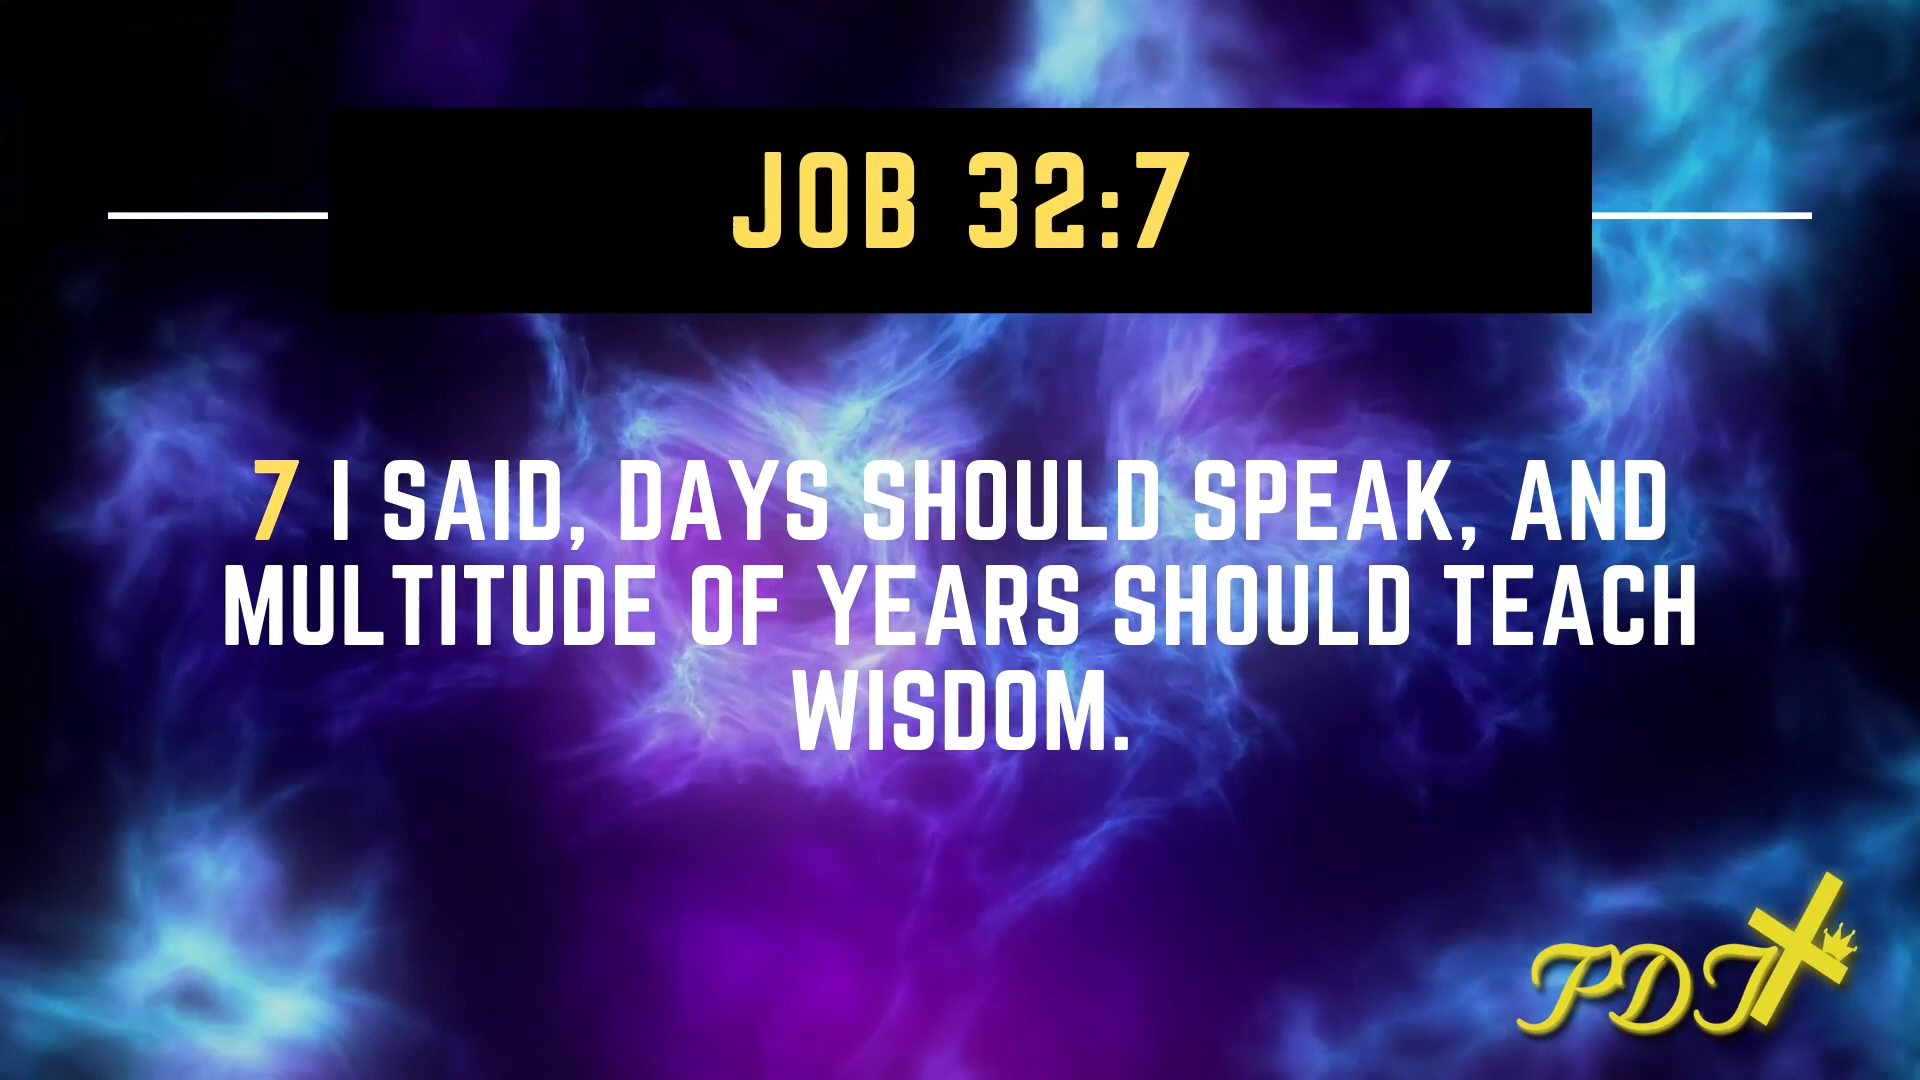 JOB 32:7
7 I SAID, DAYS SHOULD SPEAK, AND
MULTITUDE OF YEARS SHOULD TEACH
WISDOM.
PDT